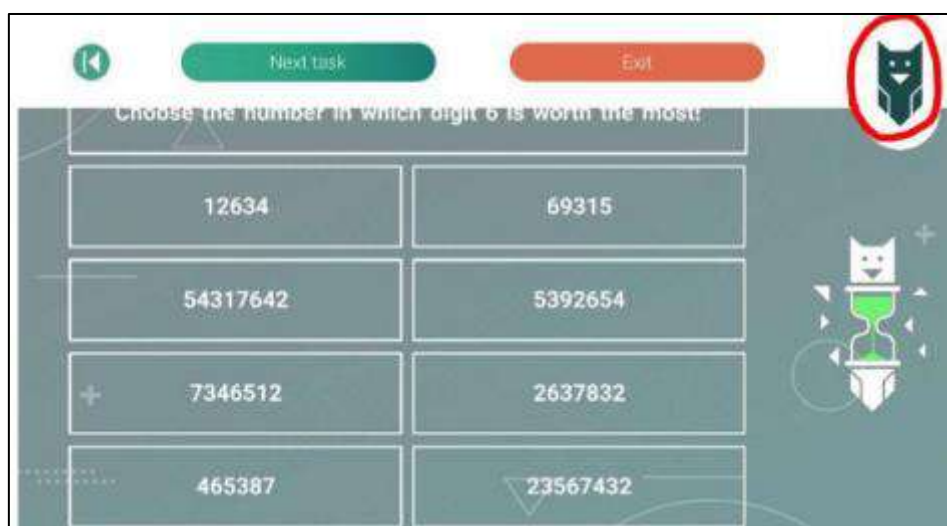 Next task
Exit
Choose the number in which digit 6 is worth the most!
12634
69315
54317642
5392654
7346512
2637832
465387
23567432